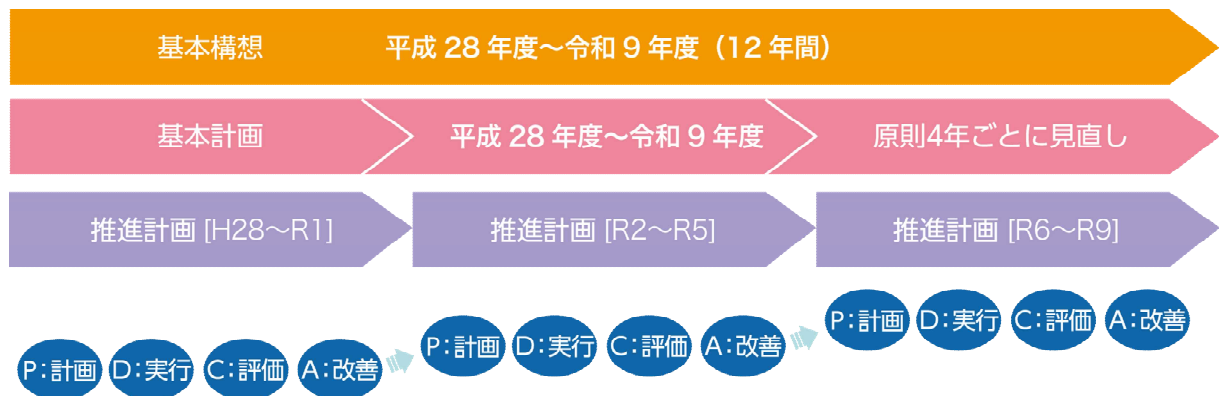 基本構想 平成 28 年度～令和 9 年度（12 年間）
基本計画 平成 28 年度～令和 9 年度 原則4年ごとに見直し
推進計画 [H28～R1] 推進計画 [R2～R5] 推進計画 [R6～R9]
P：計画 D：実行 C：評価 A：改善
P：計画 D：実行 C：評価 A：改善
P：計画 D：実行 C：評価 A：改善